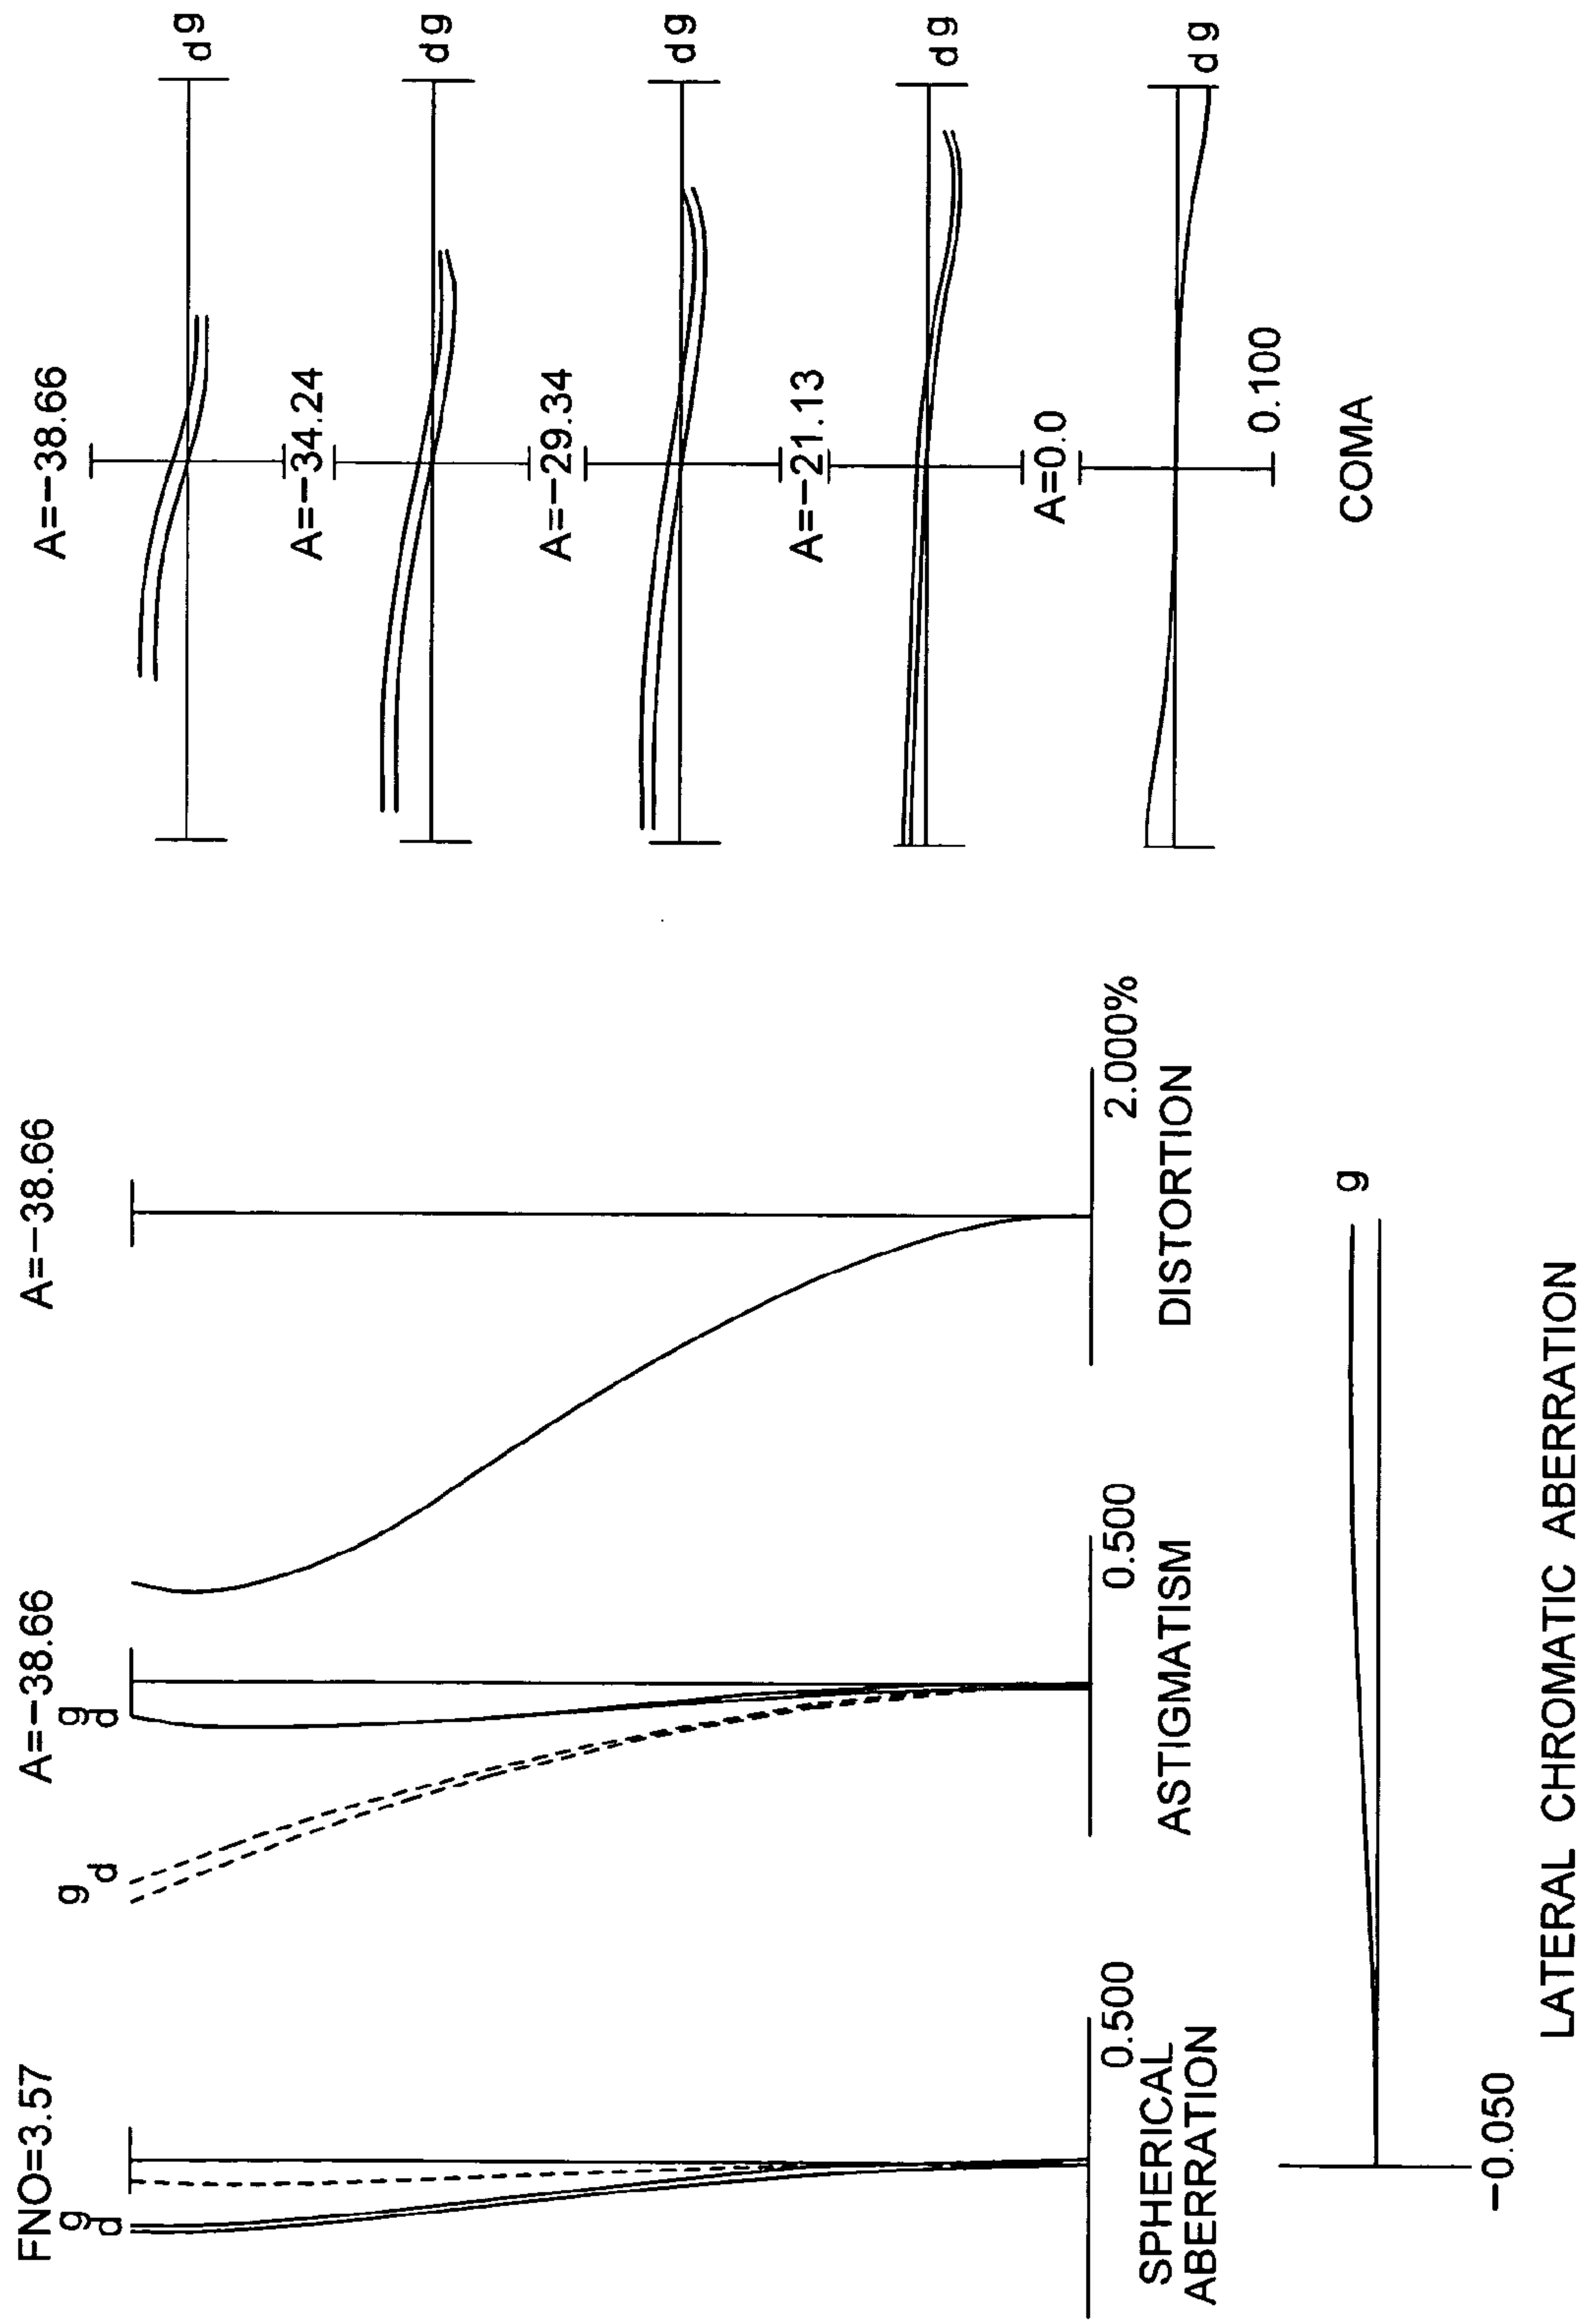 FNO=3.57
g
d
0.500
SPHERICAL
ABERRATION
A=−38.66
g
d
g
d
0.500
ASTIGMATISM
A=−38.66
2.000%
DISTORTION
A=−38.66
d g
A=−34.24
d g
A=−29.34
d g
A=−21.13
d g
A=0.0
d g
0.100
COMA
g
−0.050
LATERAL CHROMATIC ABERRATION